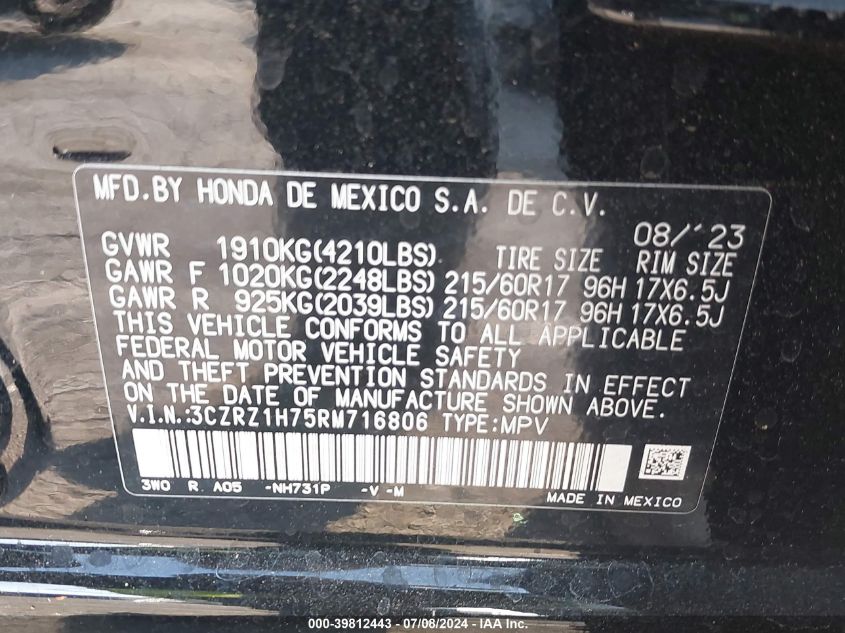 MFD.BY HONDA DE MEXICO S.A. DE C.V.
08/'23
GVWR 1910KG(4210LBS) TIRE SIZE RIM SIZE
GAWR F 1020KG(2248LBS) 215/60R17 96H 17X6.5J
GAWR R 925KG(2039LBS) 215/60R17 96H 17X6.5J
THIS VEHICLE CONFORMS TO ALL APPLICABLE
FEDERAL MOTOR VEHICLE SAFETY
AND THEFT PREVENTION STANDARDS IN EFFECT
ON THE DATE OF MANUFACTURE SHOWN ABOVE.
V.I.N.:3CZRZ1H75RM716806 TYPE:MPV
3W0 R A05 -NH731P -V -M
MADE IN MEXICO
000-39812443 / 07/06/2024 - IAA Inc.